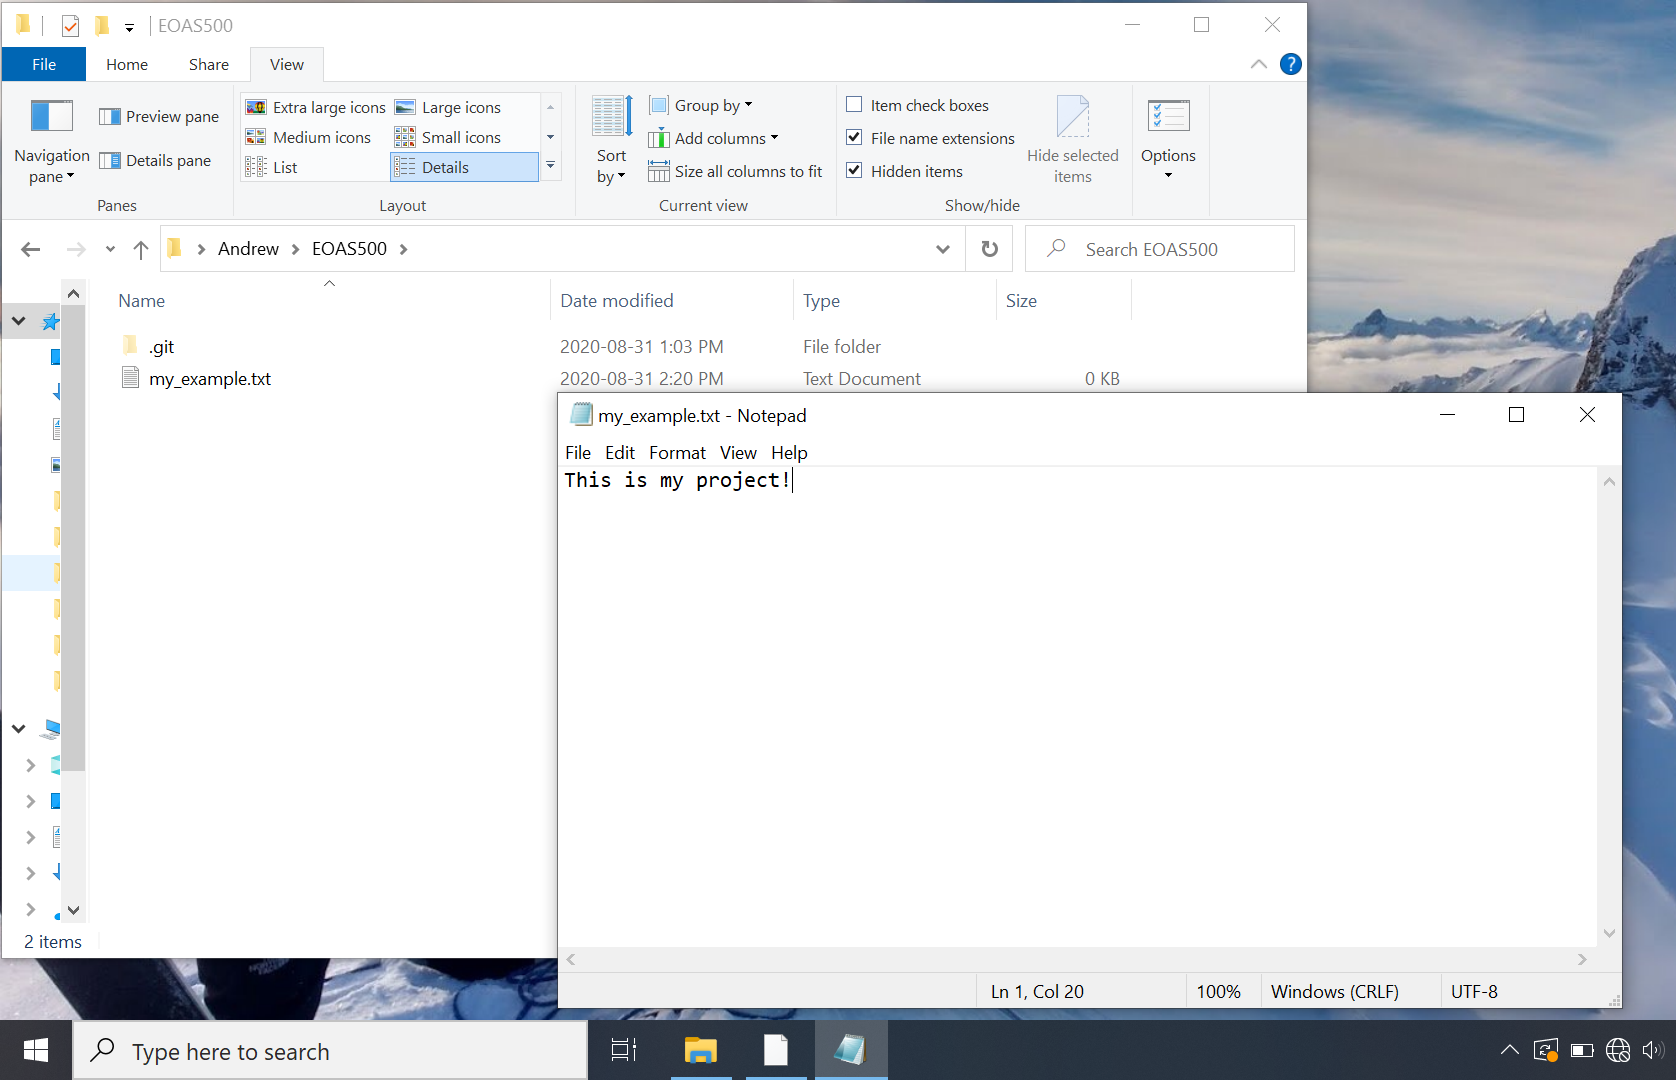 EOAS500
File Home Share View
?
Navigation pane
Preview pane
Details pane
Panes
Extra large icons Large icons
Medium icons Small icons
List Details
Layout
Sort by
Group by
Add columns
Size all columns to fit
Current view
Item check boxes
File name extensions
Hidden items
Hide selected items
Show/hide
Options
Andrew EOAS500
Search EOAS500
Name Date modified Type Size
.git 2020-08-31 1:03 PM File folder
my_example.txt 2020-08-31 2:20 PM Text Document 0 KB
2 items
my_example.txt - Notepad
File Edit Format View Help
This is my project!
Ln 1, Col 20 100% Windows (CRLF) UTF-8
Type here to search